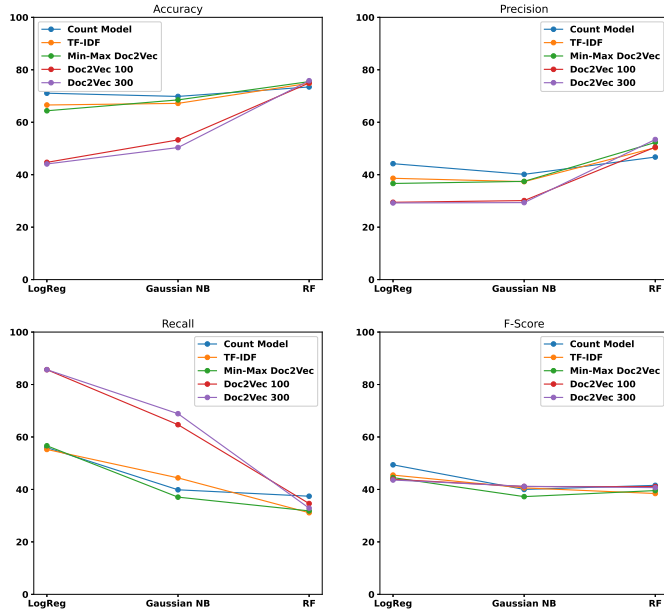 Accuracy
100
80
60
40
20
0
Count Model
TF-IDF
Min-Max Doc2Vec
Doc2Vec 100
Doc2Vec 300
LogReg Gaussian NB RF
Precision
100
80
60
40
20
0
Count Model
TF-IDF
Min-Max Doc2Vec
Doc2Vec 100
Doc2Vec 300
LogReg Gaussian NB RF
Recall
100
80
60
40
20
0
Count Model
TF-IDF
Min-Max Doc2Vec
Doc2Vec 100
Doc2Vec 300
LogReg Gaussian NB RF
F-Score
100
80
60
40
20
0
Count Model
TF-IDF
Min-Max Doc2Vec
Doc2Vec 100
Doc2Vec 300
LogReg Gaussian NB RF